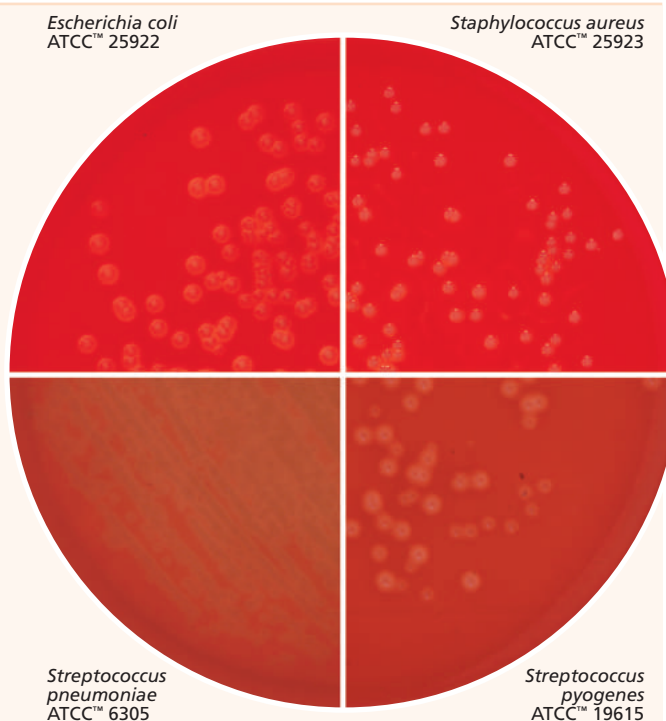 Escherichia coli
ATCC™ 25922
Staphylococcus aureus
ATCC™ 25923
Streptococcus
pneumoniae
ATCC™ 6305
Streptococcus
pyogenes
ATCC™ 19615